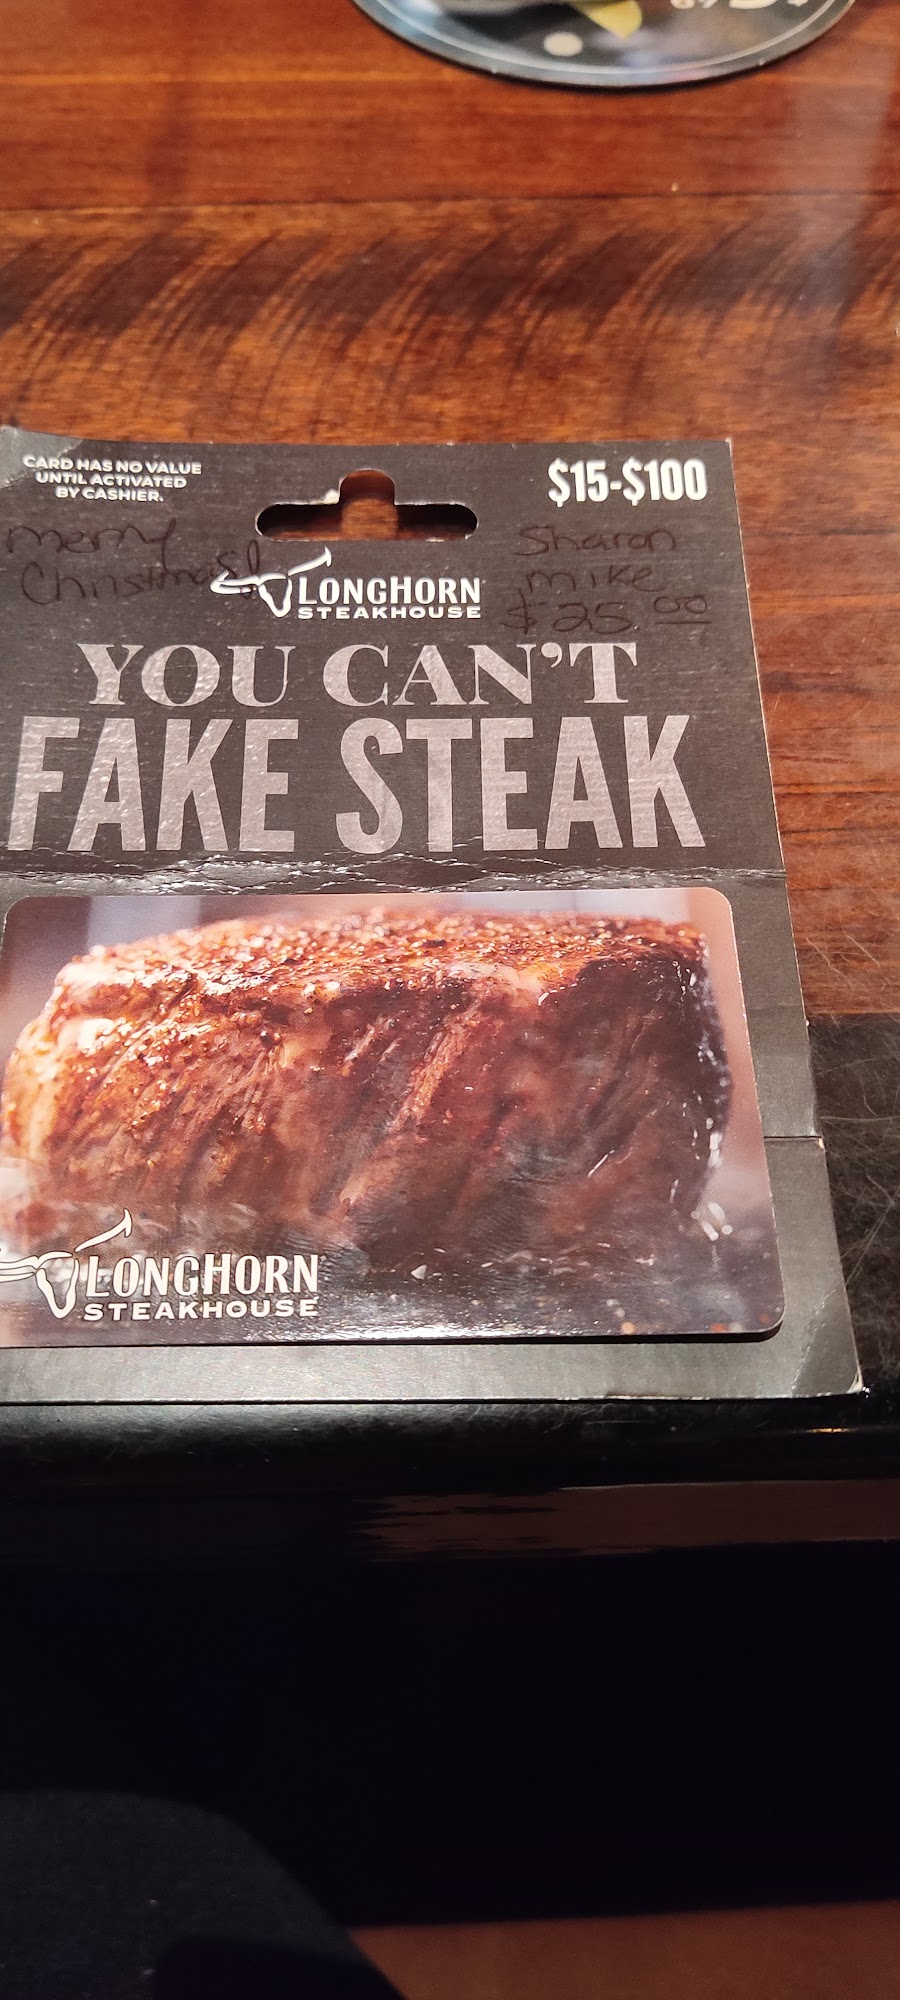 CARD HAS NO VALUE
UNTIL ACTIVATED
BY CASHIER.
$15-$100
Merry
Christmas!
Sharon
Mike
$25.00
LONGHORN
STEAKHOUSE
YOU CAN'T
FAKE STEAK
LONGHORN
STEAKHOUSE